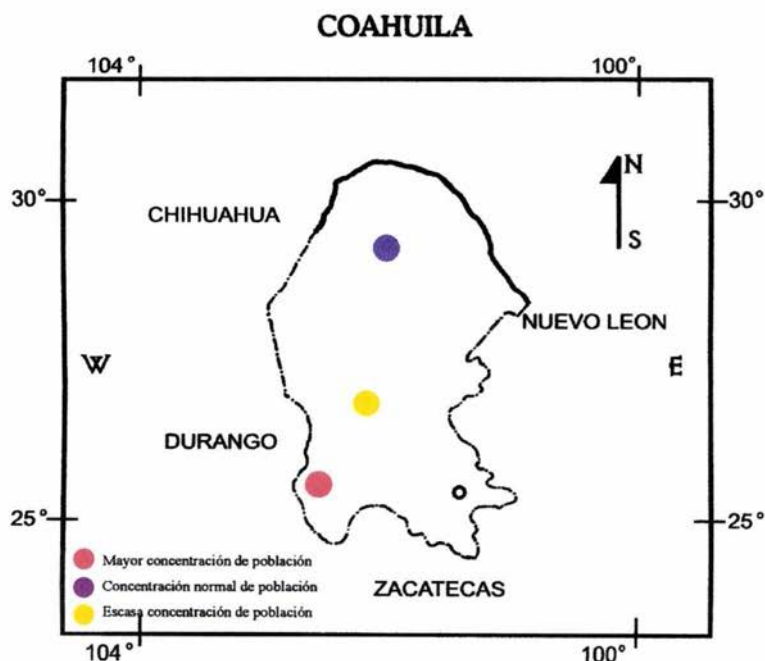 COAHUILA
104° 100°
30° 30°
CHIHUAHUA
N
S
NUEVO LEON
W E
DURANGO
25° 25°
Mayor concentración de población
Concentración normal de población
Escasa concentración de población
ZACATECAS
104° 100°